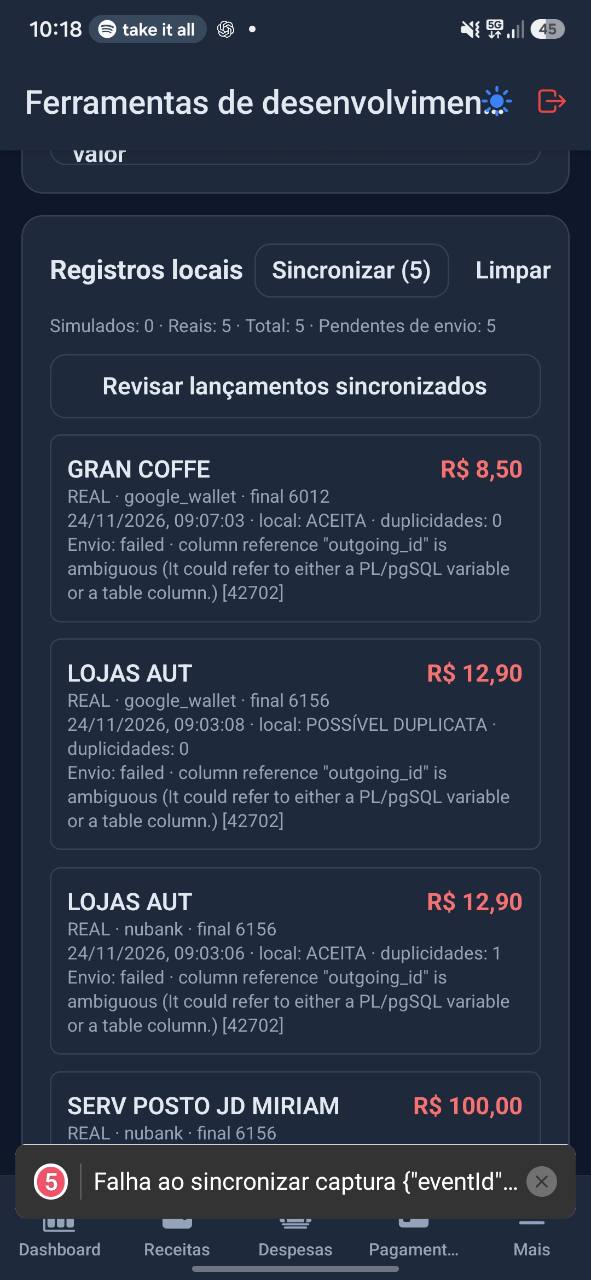 10:18 take it all 5G 45
Ferramentas de desenvolvimen...
valor
Registros locais Sincronizar (5) Limpar
Simulados: 0 · Reais: 5 · Total: 5 · Pendentes de envio: 5
Revisar lançamentos sincronizados
GRAN COFFE R$ 8,50
REAL · google_wallet · final 6012
24/11/2026, 09:07:03 · local: ACEITA · duplicidades: 0
Envio: failed · column reference "outgoing_id" is
ambiguous (It could refer to either a PL/pgSQL variable
or a table column.) [42702]
LOJAS AUT R$ 12,90
REAL · google_wallet · final 6156
24/11/2026, 09:03:08 · local: POSSÍVEL DUPLICATA ·
duplicidades: 0
Envio: failed · column reference "outgoing_id" is
ambiguous (It could refer to either a PL/pgSQL variable
or a table column.) [42702]
LOJAS AUT R$ 12,90
REAL · nubank · final 6156
24/11/2026, 09:03:06 · local: ACEITA · duplicidades: 1
Envio: failed · column reference "outgoing_id" is
ambiguous (It could refer to either a PL/pgSQL variable
or a table column.) [42702]
SERV POSTO JD MIRIAM R$ 100,00
REAL · nubank · final 6156
5 Falha ao sincronizar captura {"eventId"...
Dashboard Receitas Despesas Pagament... Mais